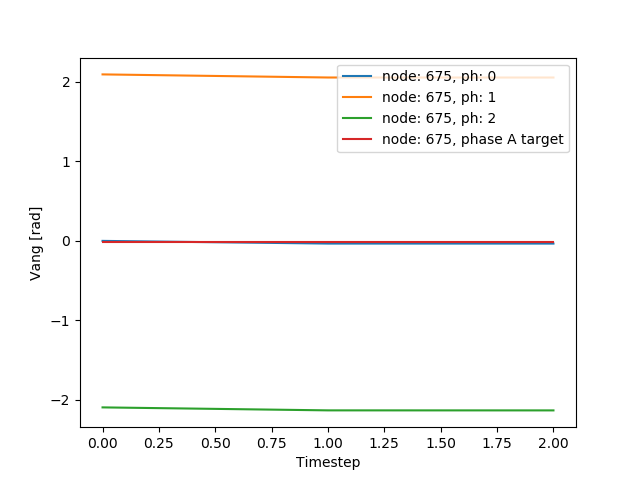 node: 675, ph: 0
node: 675, ph: 1
node: 675, ph: 2
node: 675, phase A target
2
1
0
−1
−2
Vang [rad]
0.00 0.25 0.50 0.75 1.00 1.25 1.50 1.75 2.00
Timestep